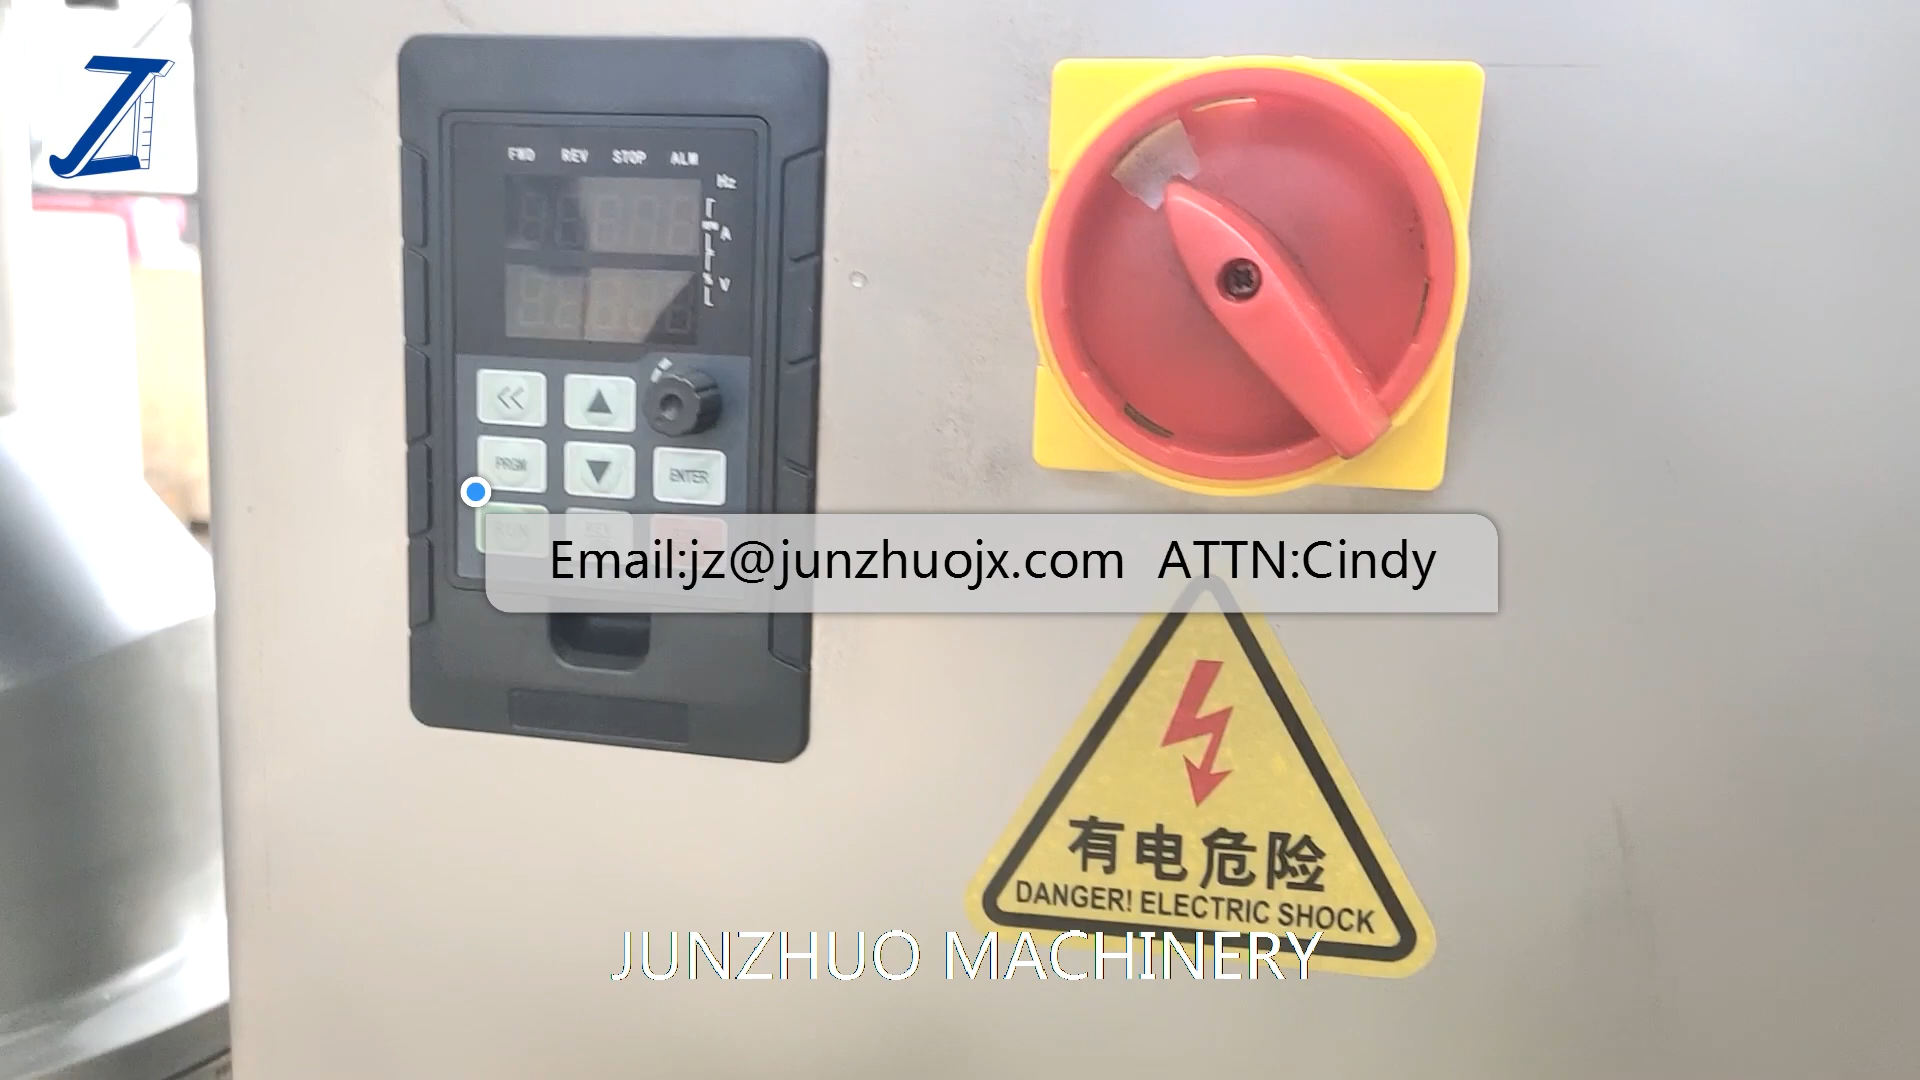 FWD REV STOP ALM
Hz
A
V
PRGM
ENTER
RUN
Email:jz@junzhuojx.com ATTN:Cindy
有电危险
DANGER! ELECTRIC SHOCK
JUNZHUO MACHINERY